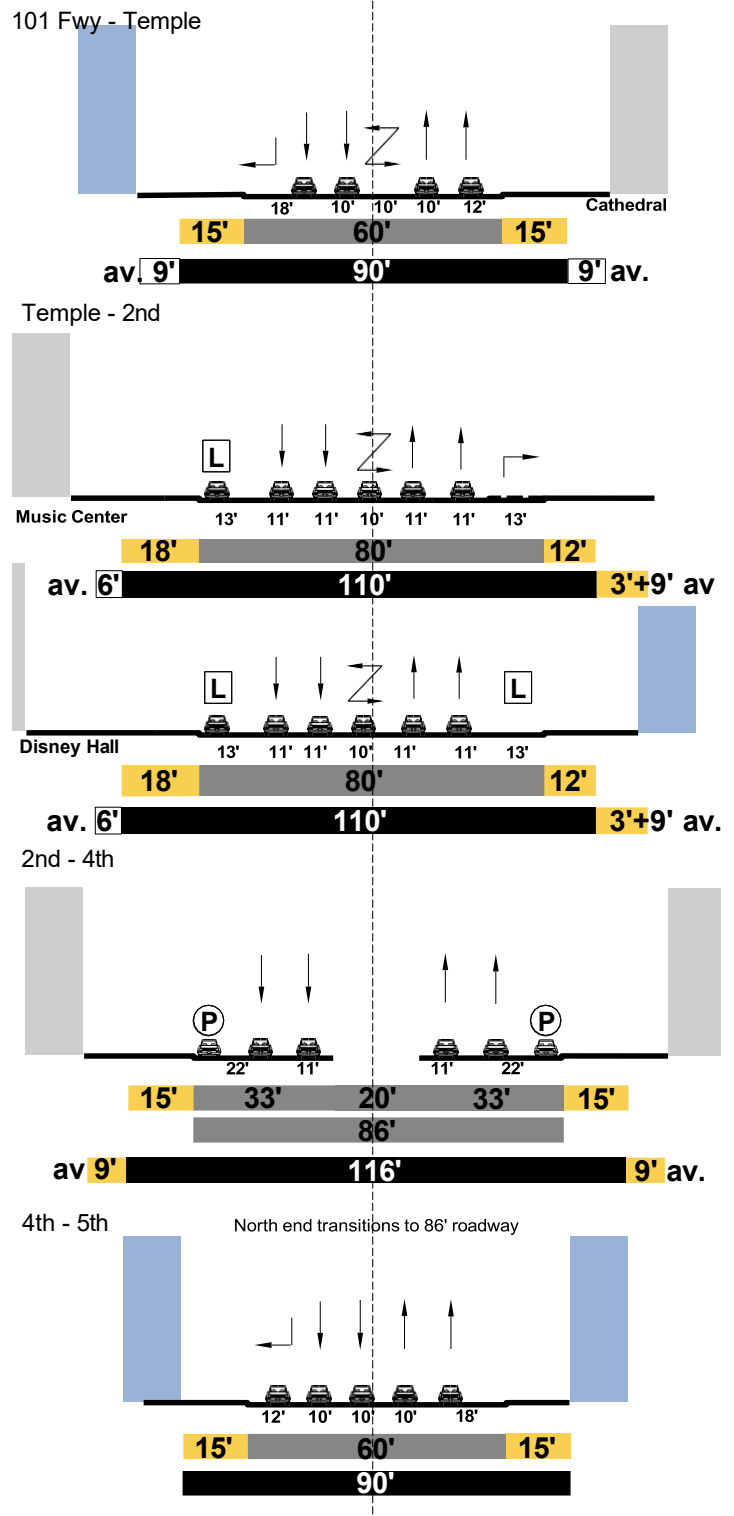 101 Fwy - Temple
18' 10' 10' 10' 12'
Cathedral
15' 60' 15'
av. 9' 90' 9' av.
Temple - 2nd
L
Music Center
13' 11' 11' 10' 11' 11' 13'
18' 80' 12'
av. 6' 110' 3'+9' av
L L
Disney Hall
13' 11' 11' 10' 11' 11' 13'
18' 80' 12'
av. 6' 110' 3'+9' av.
2nd - 4th
P P
22' 11' 11' 22'
15' 33' 20' 33' 15'
86'
av 9' 116' 9' av.
4th - 5th
North end transitions to 86' roadway
12' 10' 10' 10' 18'
15' 60' 15'
90'